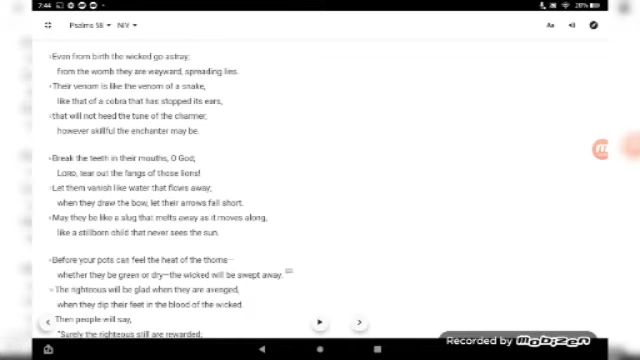 7:44
28%
Psalms 58 NIV
Aa
Even from birth the wicked go astray;
from the womb they are wayward, spreading lies.
Their venom is like the venom of a snake,
like that of a cobra that has stopped its ears,
that will not heed the tune of the charmer,
however skillful the enchanter may be.
Break the teeth in their mouths, O God;
LORD, tear out the fangs of those lions!
Let them vanish like water that flows away;
when they draw the bow, let their arrows fall short.
May they be like a slug that melts away as it moves along,
like a stillborn child that never sees the sun.
Before your pots can feel the heat of the thorns—
whether they be green or dry—the wicked will be swept away.
The righteous will be glad when they are avenged,
when they dip their feet in the blood of the wicked.
Then people will say,
"Surely the righteous still are rewarded;
Recorded by Mobizen